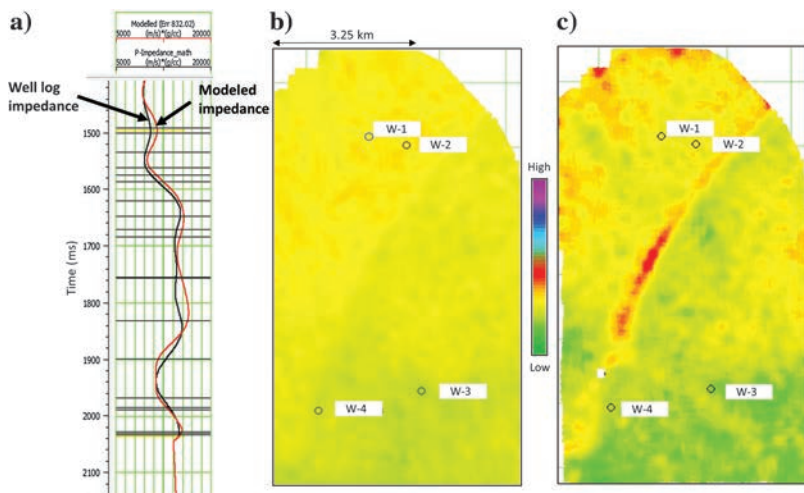 a)
Modelled (Err 832.02)
5000 (m/s)*(g/cc) 20000
P-Impedance_math
5000 (m/s)*(g/cc) 20000
Well log impedance
Modeled impedance
Time (ms)
1500
1600
1700
1800
1900
2000
2100
b)
3.25 km
W-1
W-2
W-3
W-4
High
Low
c)
W-1
W-2
W-3
W-4